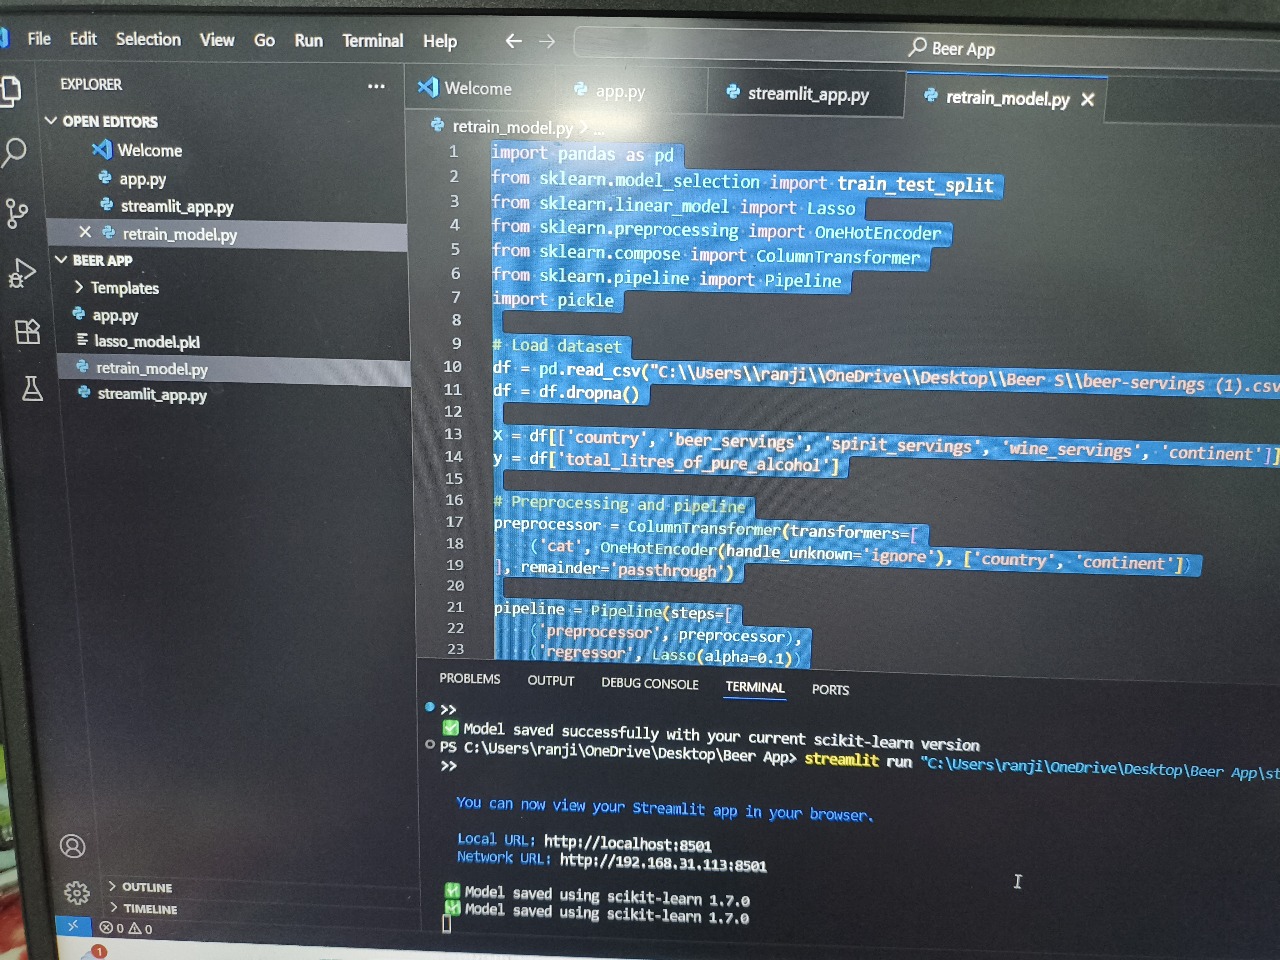 File Edit Selection View Go Run Terminal Help
Beer App
EXPLORER
Welcome app.py streamlit_app.py retrain_model.py
OPEN EDITORS
Welcome
app.py
streamlit_app.py
retrain_model.py
BEER APP
Templates
app.py
lasso_model.pkl
retrain_model.py
streamlit_app.py
retrain_model.py > ...
1 import pandas as pd
2 from sklearn.model_selection import train_test_split
3 from sklearn.linear_model import Lasso
4 from sklearn.preprocessing import OneHotEncoder
5 from sklearn.compose import ColumnTransformer
6 from sklearn.pipeline import Pipeline
7 import pickle
8
9 # Load dataset
10 df = pd.read_csv("C:\\Users\\ranji\\OneDrive\\Desktop\\Beer S\\beer-servings (1).csv
11 df = df.dropna()
12
13 x = df[['country', 'beer_servings', 'spirit_servings', 'wine_servings', 'continent']]
14 y = df['total_litres_of_pure_alcohol']
15
16 # Preprocessing and pipeline
17 preprocessor = ColumnTransformer(transformers=[
18 ('cat', OneHotEncoder(handle_unknown='ignore'), ['country', 'continent'])
19 ], remainder='passthrough')
20
21 pipeline = Pipeline(steps=[
22 ('preprocessor', preprocessor),
23 ('regressor', Lasso(alpha=0.1))
PROBLEMS OUTPUT DEBUG CONSOLE TERMINAL PORTS
>>
✅ Model saved successfully with your current scikit-learn version
PS C:\Users\ranji\OneDrive\Desktop\Beer App> streamlit run "C:\Users\ranji\OneDrive\Desktop\Beer App\st
>>
You can now view your Streamlit app in your browser.
Local URL: http://localhost:8501
Network URL: http://192.168.31.113:8501
✅ Model saved using scikit-learn 1.7.0
✅ Model saved using scikit-learn 1.7.0
OUTLINE
TIMELINE
0 0
1